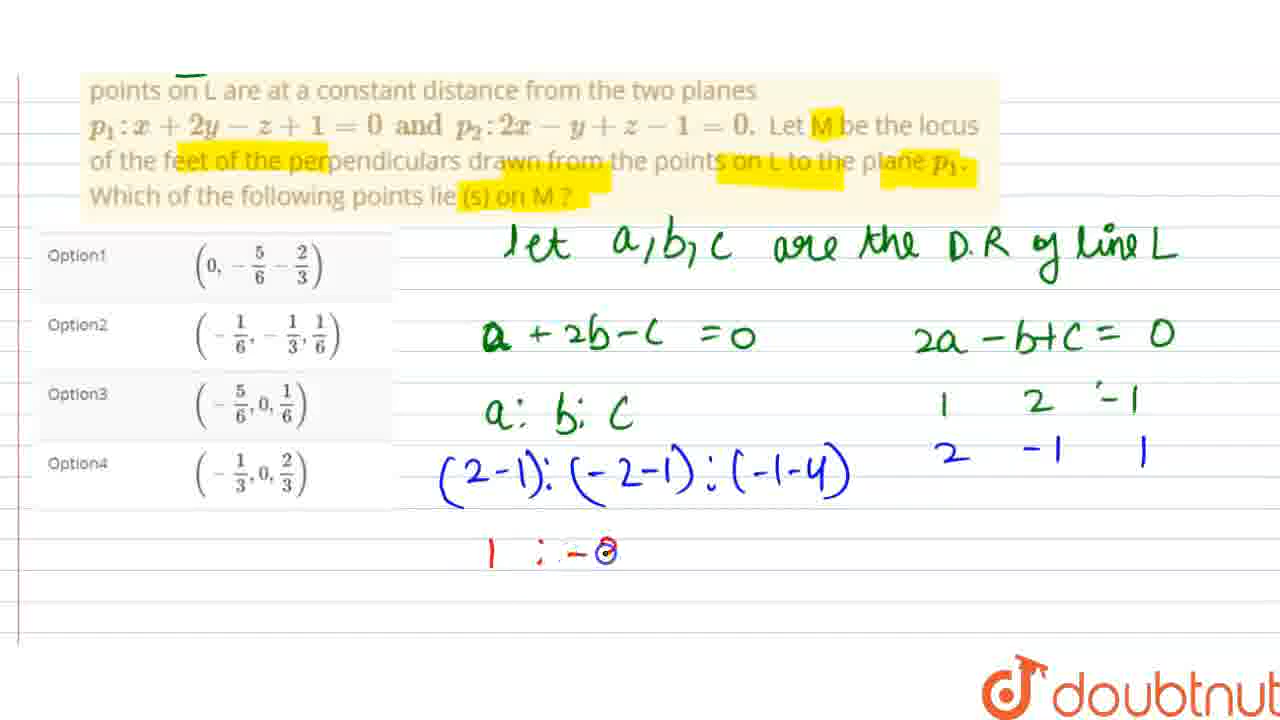 points on L are at a constant distance from the two planes
p₁ : x + 2y − z + 1 = 0 and p₂ : 2x − y + z − 1 = 0. Let M be the locus
of the feet of the perpendiculars drawn from the points on L to the plane p₁.
Which of the following points lie (s) on M ?
Option1 (0, −5/6 −2/3)
Option2 (−1/6, −1/3, 1/6)
Option3 (−5/6, 0, 1/6)
Option4 (−1/3, 0, 2/3)
let a, b, c are the D.R of line L
a + 2b − c = 0 2a − b + c = 0
a : b : c 1 2 −1
(2−1) : (−2−1) : (−1−4) 2 −1 1
1 : −
doubtnut